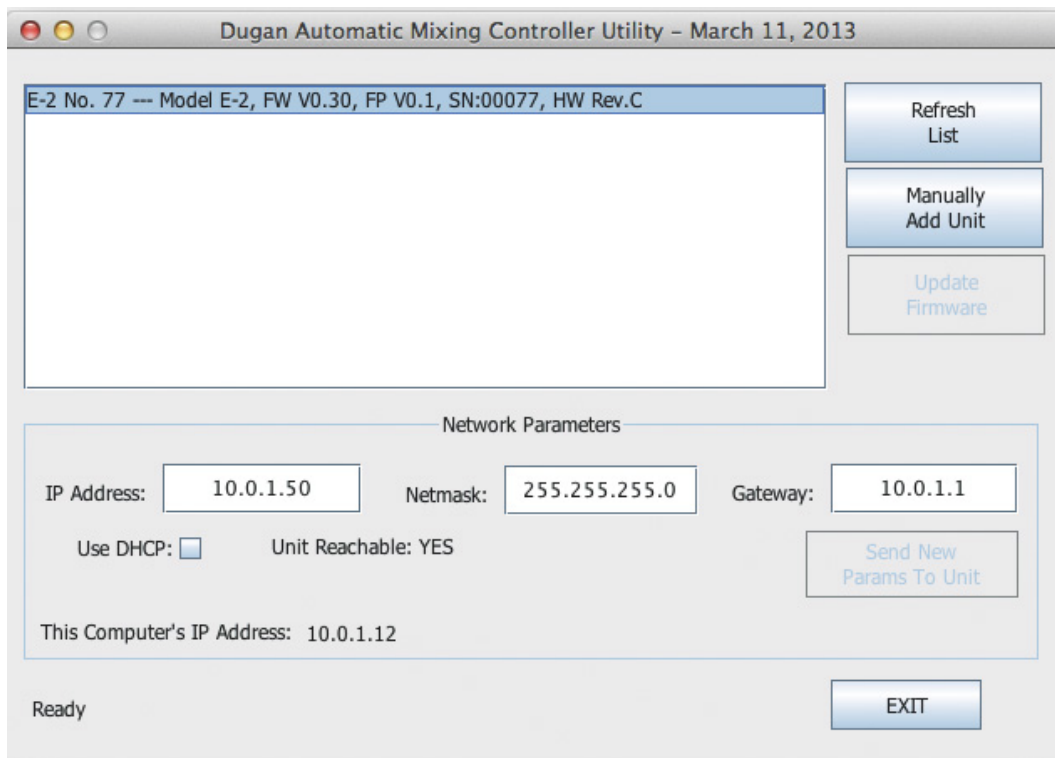 Dugan Automatic Mixing Controller Utility – March 11, 2013
E-2 No. 77 --- Model E-2, FW V0.30, FP V0.1, SN:00077, HW Rev.C
Refresh
List
Manually
Add Unit
Update
Firmware
Network Parameters
IP Address: 10.0.1.50 Netmask: 255.255.255.0 Gateway: 10.0.1.1
Use DHCP: Unit Reachable: YES
Send New
Params To Unit
This Computer's IP Address: 10.0.1.12
Ready
EXIT